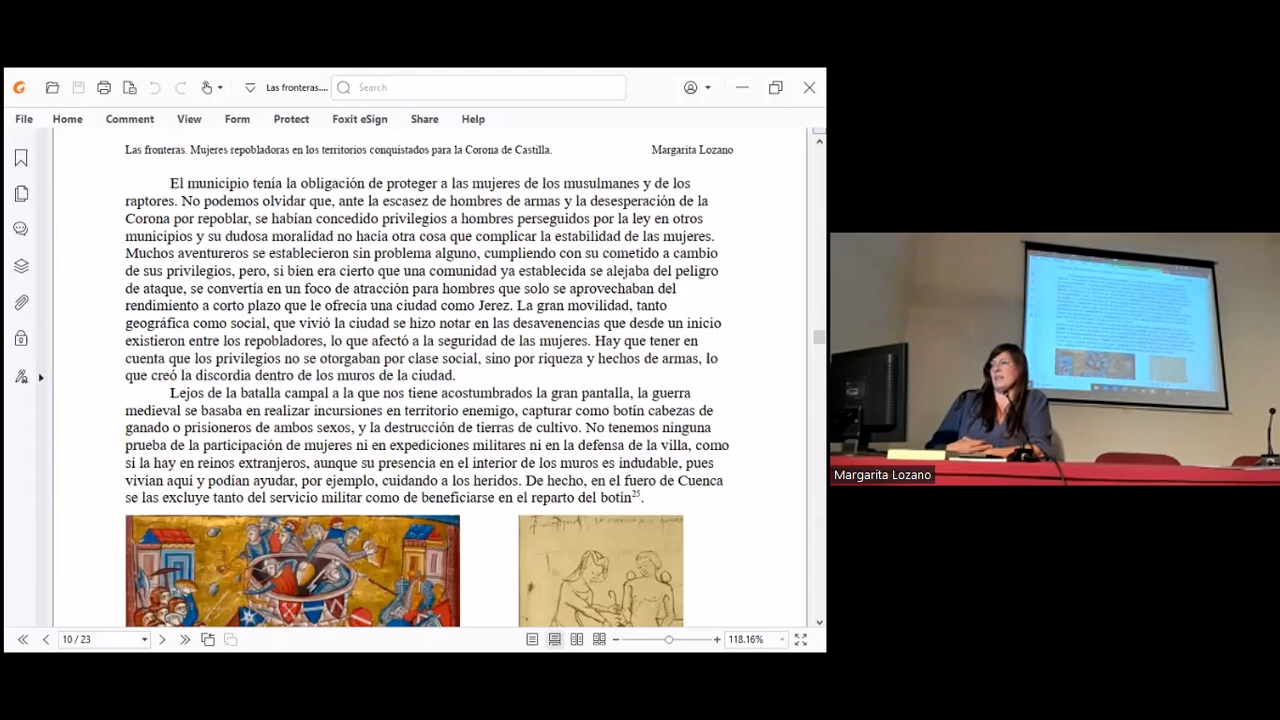 Las fronteras....
Search
File Home Comment View Form Protect Foxit eSign Share Help
Las fronteras. Mujeres repobladoras en los territorios conquistados para la Corona de Castilla. Margarita Lozano
El municipio tenía la obligación de proteger a las mujeres de los musulmanes y de los
raptores. No podemos olvidar que, ante la escasez de hombres de armas y la desesperación de la
Corona por repoblar, se habían concedido privilegios a hombres perseguidos por la ley en otros
municipios y su dudosa moralidad no hacía otra cosa que complicar la estabilidad de las mujeres.
Muchos aventureros se establecieron sin problema alguno, cumpliendo con su cometido a cambio
de sus privilegios, pero, si bien era cierto que una comunidad ya establecida se alejaba del peligro
de ataque, se convertía en un foco de atracción para hombres que solo se aprovechaban del
rendimiento a corto plazo que le ofrecía una ciudad como Jerez. La gran movilidad, tanto
geográfica como social, que vivió la ciudad se hizo notar en las desavenencias que desde un inicio
existieron entre los repobladores, lo que afectó a la seguridad de las mujeres. Hay que tener en
cuenta que los privilegios no se otorgaban por clase social, sino por riqueza y hechos de armas, lo
que creó la discordia dentro de los muros de la ciudad.
Lejos de la batalla campal a la que nos tiene acostumbrados la gran pantalla, la guerra
medieval se basaba en realizar incursiones en territorio enemigo, capturar como botín cabezas de
ganado o prisioneros de ambos sexos, y la destrucción de tierras de cultivo. No tenemos ninguna
prueba de la participación de mujeres ni en expediciones militares ni en la defensa de la villa, como
si la hay en reinos extranjeros, aunque su presencia en el interior de los muros es indudable, pues
vivían aquí y podían ayudar, por ejemplo, cuidando a los heridos. De hecho, en el fuero de Cuenca
se las excluye tanto del servicio militar como de beneficiarse en el reparto del botín25.
10 / 23
118.16%
Margarita Lozano